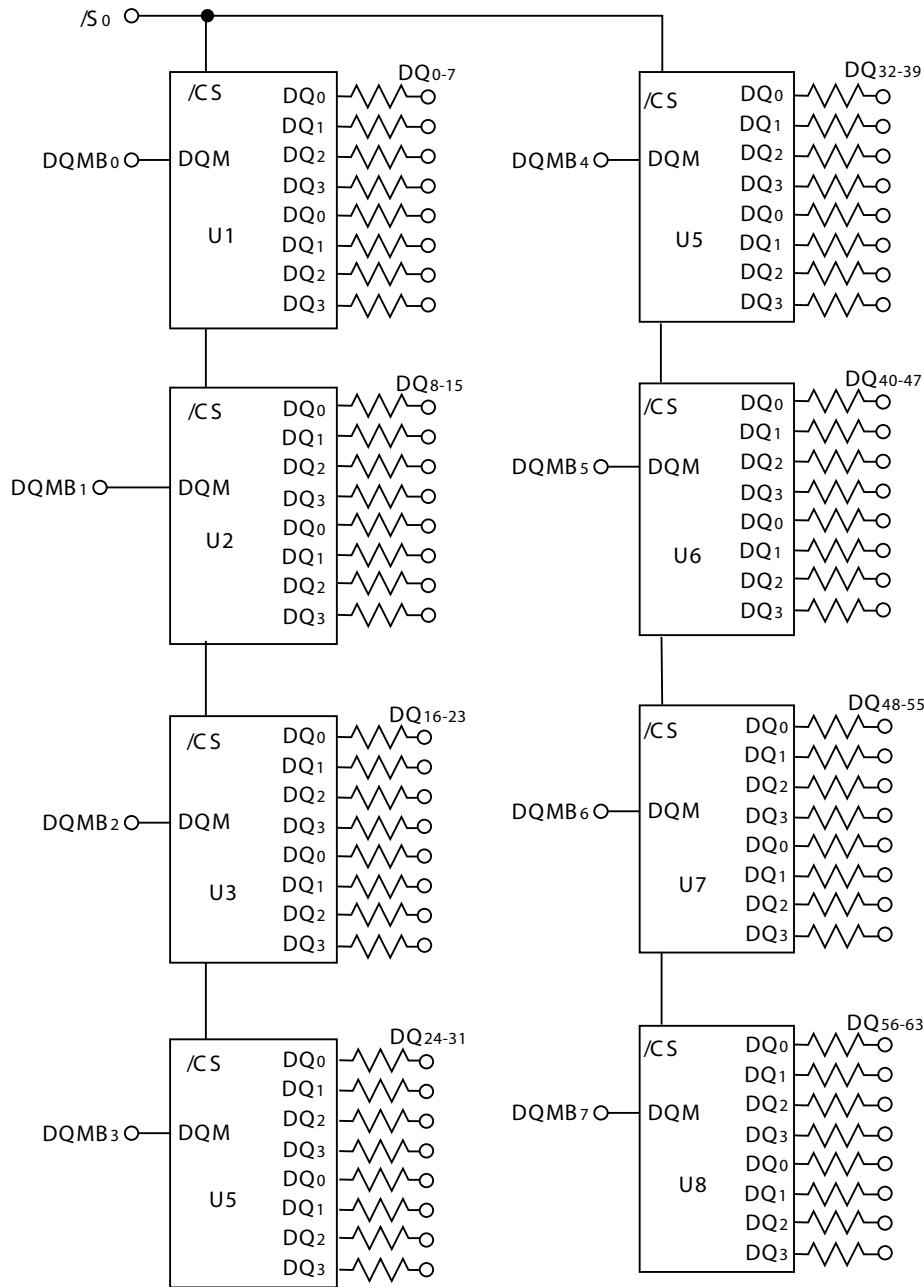 /S0
DQ0-7
/CS
DQ0
DQ1
DQMB0
DQM
DQ2
DQ3
DQ0
U1
DQ1
DQ2
DQ3
DQ8-15
/CS
DQ0
DQ1
DQ2
DQMB1
DQM
DQ3
DQ0
U2
DQ1
DQ2
DQ3
DQ16-23
/CS
DQ0
DQ1
DQ2
DQMB2
DQM
DQ3
DQ0
U3
DQ1
DQ2
DQ3
DQ24-31
/CS
DQ0
DQ1
DQ2
DQMB3
DQM
DQ3
DQ0
U5
DQ1
DQ2
DQ3
DQ32-39
/CS
DQ0
DQ1
DQMB4
DQM
DQ2
DQ3
DQ0
U5
DQ1
DQ2
DQ3
DQ40-47
/CS
DQ0
DQ1
DQMB5
DQM
DQ2
DQ3
DQ0
U6
DQ1
DQ2
DQ3
DQ48-55
/CS
DQ0
DQ1
DQ2
DQMB6
DQM
DQ3
DQ0
U7
DQ1
DQ2
DQ3
DQ56-63
/CS
DQ0
DQ1
DQMB7
DQM
DQ2
DQ3
DQ0
U8
DQ1
DQ2
DQ3